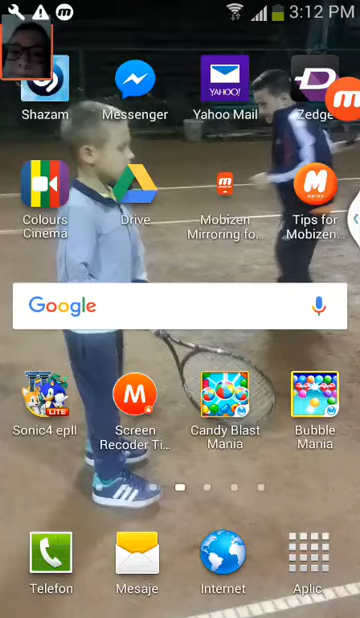 3:12 PM
Shazam
Messenger
YAHOO!
Yahoo Mail
Zedge
Colours
Cinema
Drive
Mobizen
Mirroring fo...
Tips for
Mobizen...
Google
LITE
Sonic4 epII
Screen
Recorder Ti...
Candy Blast
Mania
Bubble
Mania
Telefon
Mesaje
Internet
Aplic